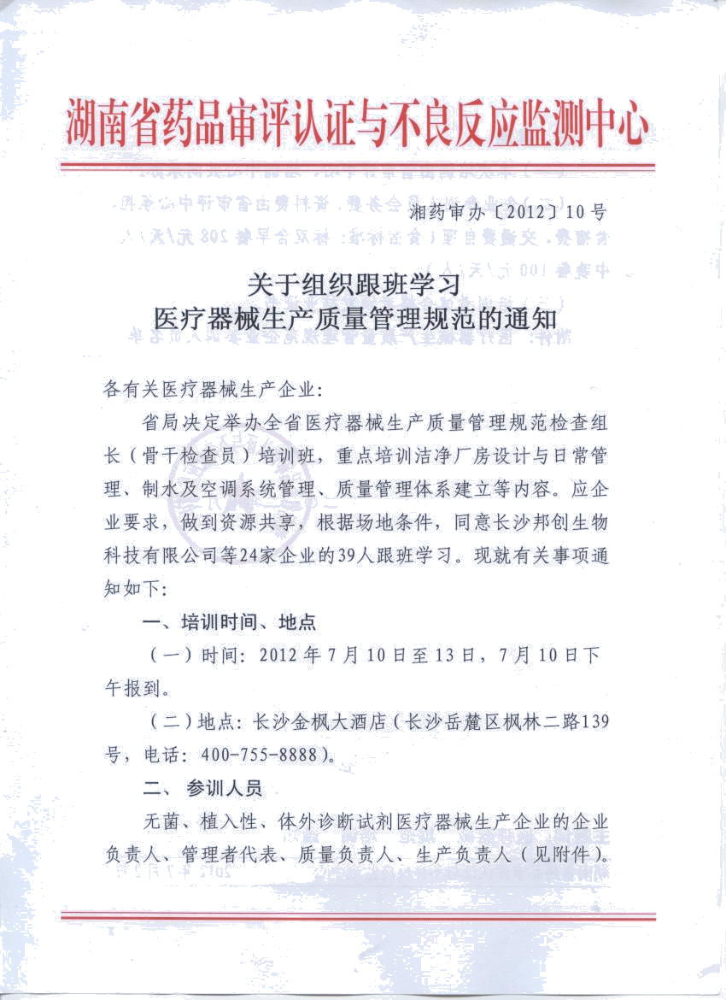 湖南省药品审评认证与不良反应监测中心
湘药审办〔2012〕10号
关于组织跟班学习
医疗器械生产质量管理规范的通知
各有关医疗器械生产企业：
省局决定举办全省医疗器械生产质量管理规范检查组
长（骨干检查员）培训班，重点培训洁净厂房设计与日常管
理、制水及空调系统管理、质量管理体系建立等内容。应企
业要求，做到资源共享，根据场地条件，同意长沙邦创生物
科技有限公司等24家企业的39人跟班学习。现就有关事项通
知如下：
一、培训时间、地点
（一）时间：2012年7月10日至13日，7月10日下
午报到。
（二）地点：长沙金枫大酒店（长沙岳麓区枫林二路139
号，电话：400-755-8888）。
二、 参训人员
无菌、植入性、体外诊断试剂医疗器械生产企业的企业
负责人、管理者代表、质量负责人、生产负责人（见附件）。